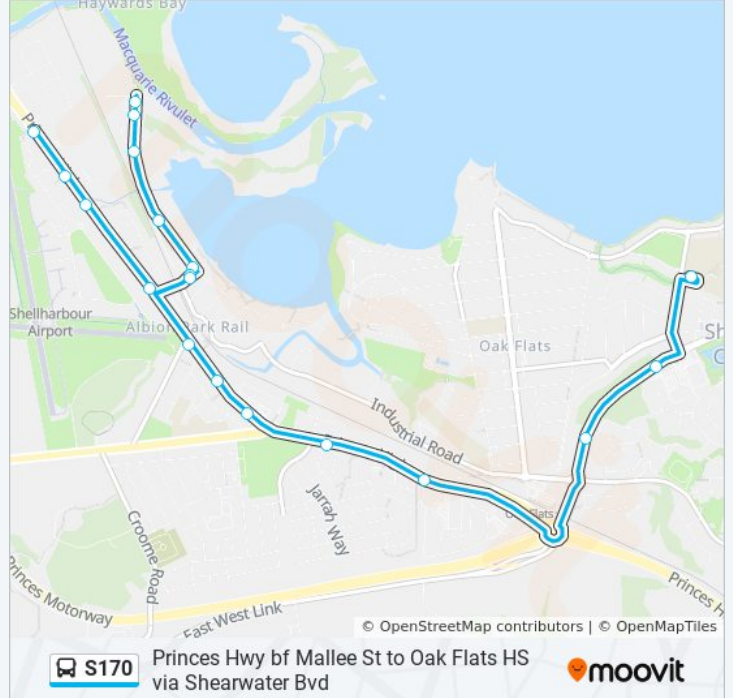 Haywards Bay
Macquarie Rivulet
Shellharbour
Airport
Albion Park Rail
Oak Flats
Sh
Industrial Road
Jarrah Way
Croome Road
Princes Motorway
East West Link
Princes H
© OpenStreetMap contributors | © OpenMapTiles
S170
Princes Hwy bf Mallee St to Oak Flats HS
via Shearwater Bvd
moovit